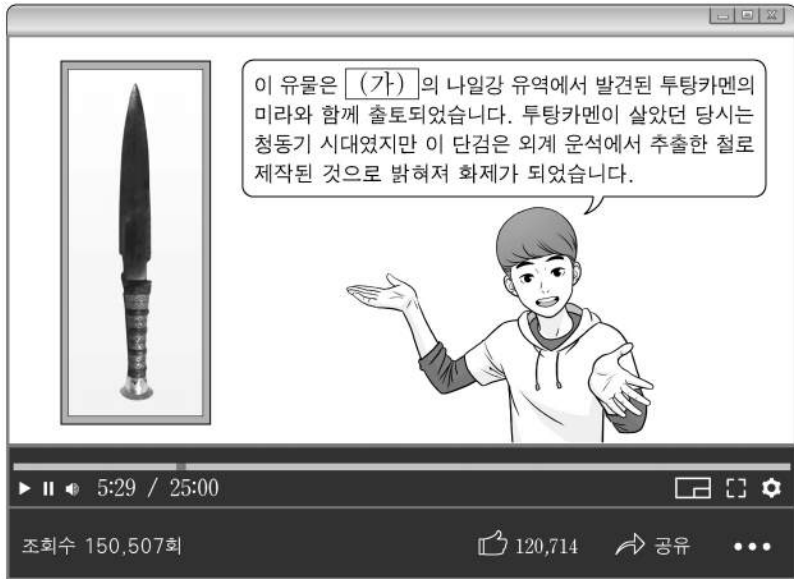 이 유물은 (가) 의 나일강 유역에서 발견된 투탕카멘의
미라와 함께 출토되었습니다. 투탕카멘이 살았던 당시는
청동기 시대였지만 이 단검은 외계 운석에서 추출한 철로
제작된 것으로 밝혀져 화제가 되었습니다.
5:29 / 25:00
조회수 150,507회 120,714 공유